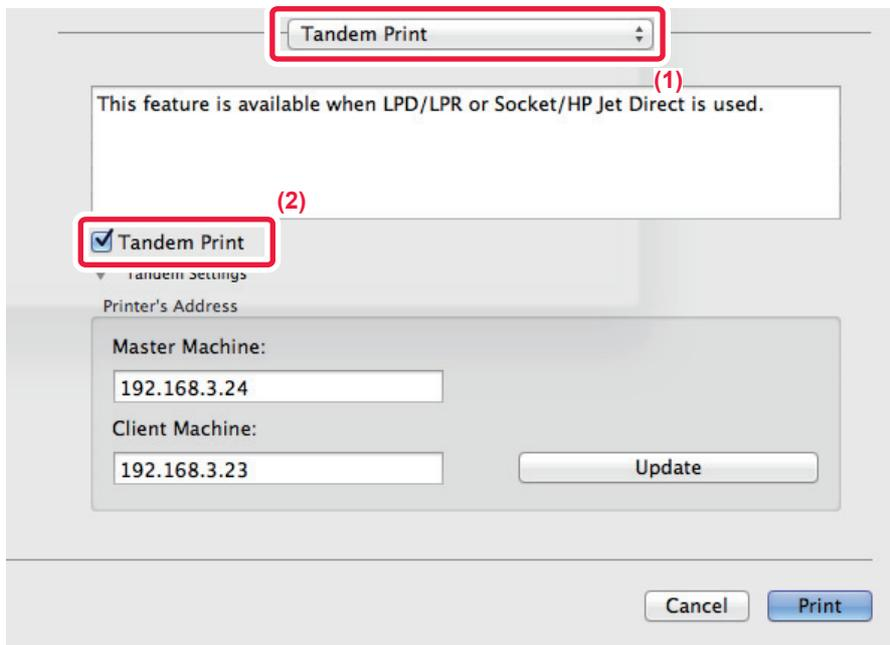 Tandem Print
(1)
This feature is available when LPD/LPR or Socket/HP Jet Direct is used.
(2)
Tandem Print
Tandem Settings
Printer's Address
Master Machine:
192.168.3.24
Client Machine:
192.168.3.23
Update
Cancel
Print